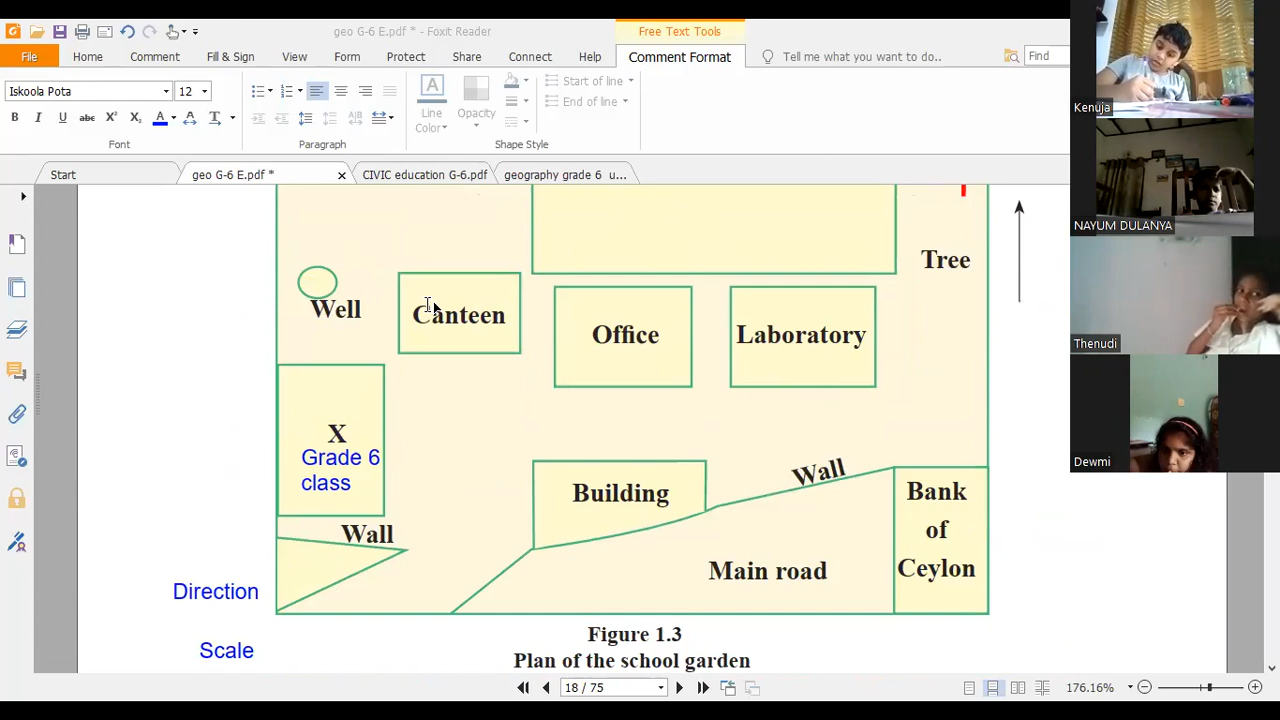 geo G-6 E.pdf * - Foxit Reader
Free Text Tools
File Home Comment Fill & Sign View Form Protect Share Connect Help Comment Format Tell me what you want to do.. Find
Iskoola Pota 12
Start of line
End of line
Line
Color
Opacity
B I U abc X² X₂ A A T
Font Paragraph Shape Style
Start geo G-6 E.pdf * CIVIC education G-6.pdf geography grade 6 u...
Tree
Well
Canteen
Office
Laboratory
X
Grade 6
class
Wall
Building
Wall
Bank
of
Ceylon
Main road
Direction
Scale
Figure 1.3
Plan of the school garden
18 / 75
176.16%
Kenuja
NAYUM DULANYA
Thenudi
Dewmi